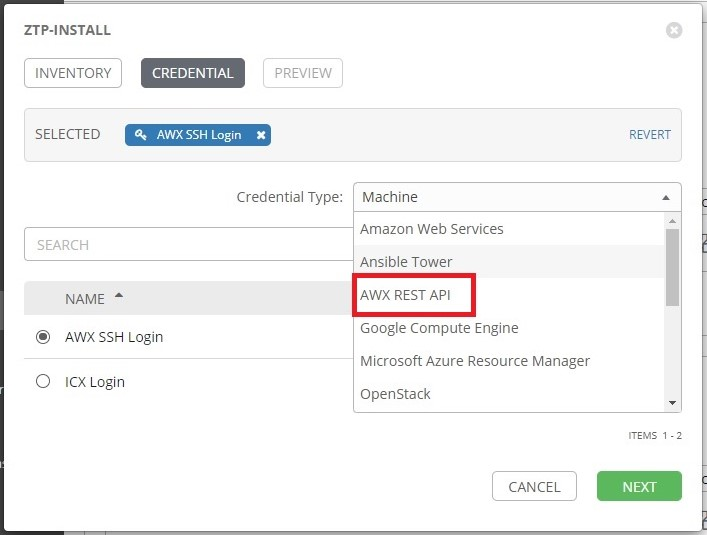 ZTP-INSTALL
INVENTORY CREDENTIAL PREVIEW
SELECTED AWX SSH Login REVERT
Credential Type: Machine
Amazon Web Services
SEARCH
Ansible Tower
AWX REST API
NAME
Google Compute Engine
AWX SSH Login
Microsoft Azure Resource Manager
ICX Login
OpenStack
ITEMS 1 - 2
CANCEL NEXT